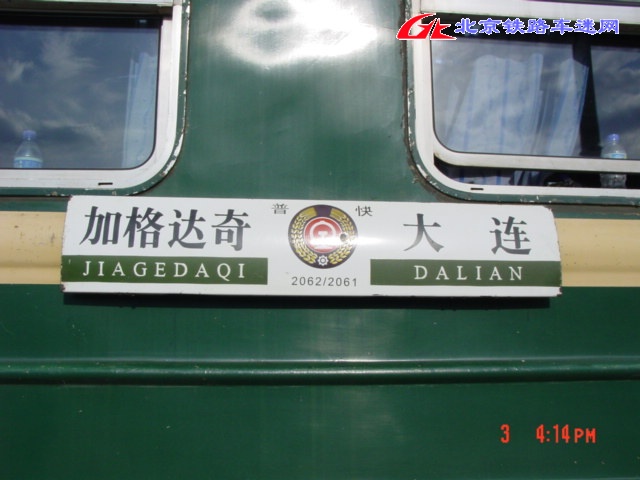 北京铁路车迷网
普 快
加格达奇 大连
JIAGEDAQI DALIAN
2062/2061
3 4:14PM